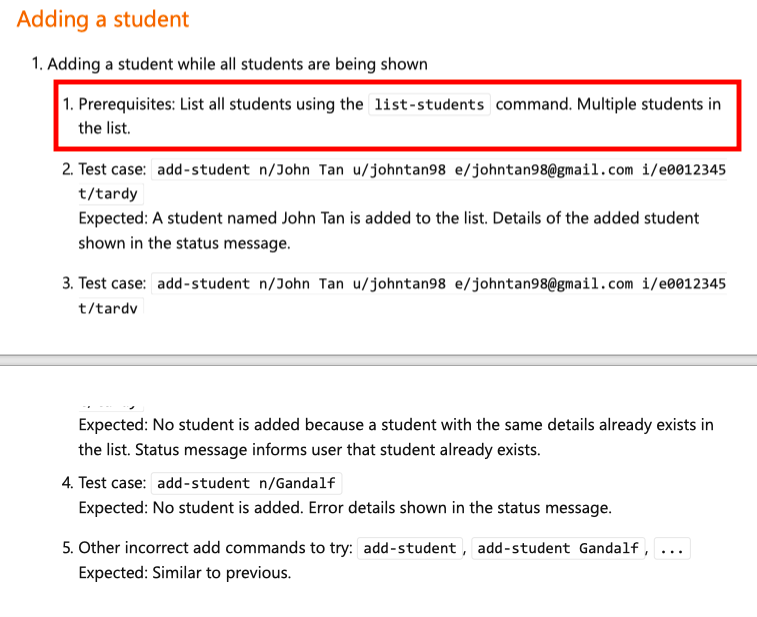 Adding a student
1. Adding a student while all students are being shown
1. Prerequisites: List all students using the list-students command. Multiple students in
the list.
2. Test case: add-student n/John Tan u/johntan98 e/johntan98@gmail.com i/e0012345
t/tardy
Expected: A student named John Tan is added to the list. Details of the added student
shown in the status message.
3. Test case: add-student n/John Tan u/johntan98 e/johntan98@gmail.com i/e0012345
t/tardy
Expected: No student is added because a student with the same details already exists in
the list. Status message informs user that student already exists.
4. Test case: add-student n/Gandalf
Expected: No student is added. Error details shown in the status message.
5. Other incorrect add commands to try: add-student, add-student Gandalf, ...
Expected: Similar to previous.